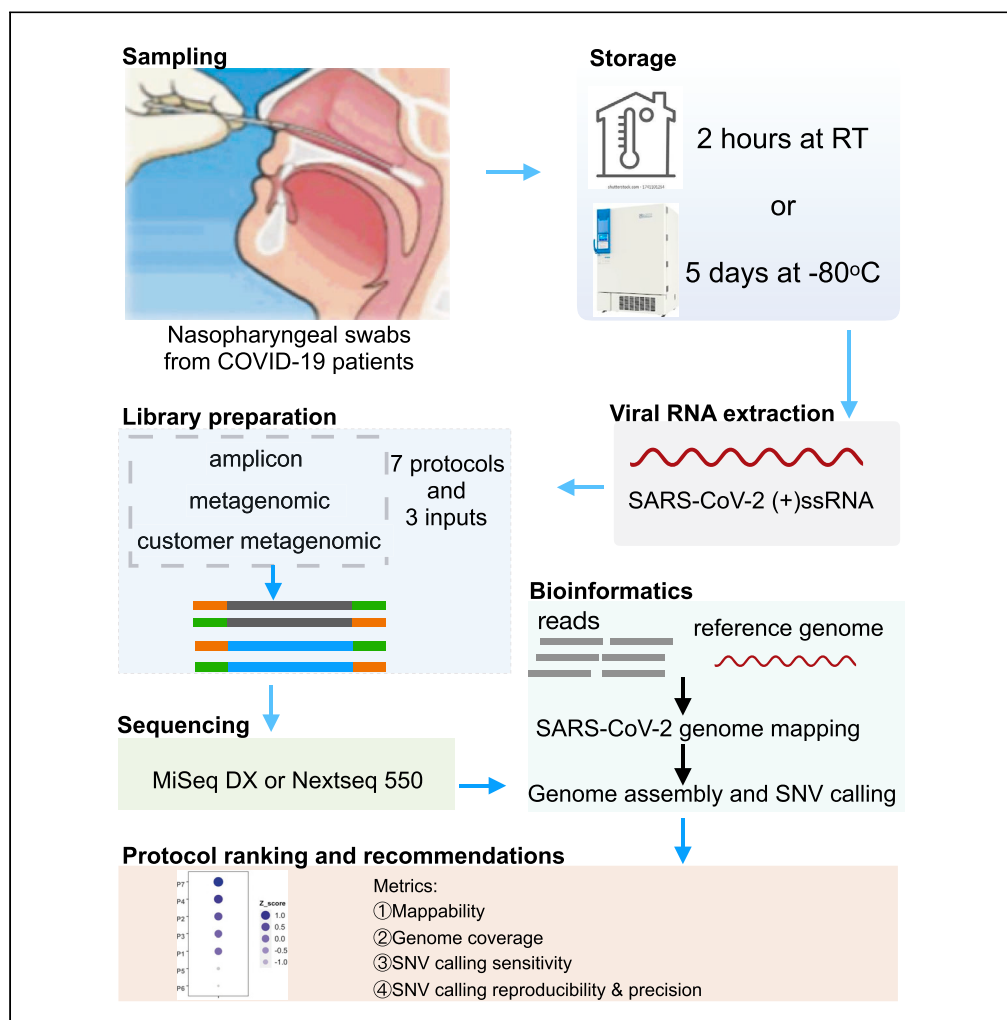 Sampling
Nasopharyngeal swabs
from COVID-19 patients
Storage
2 hours at RT
or
5 days at -80°C
Viral RNA extraction
SARS-CoV-2 (+)ssRNA
Library preparation
amplicon
metagenomic
customer metagenomic
7 protocols
and
3 inputs
Sequencing
MiSeq DX or Nextseq 550
Bioinformatics
reads
reference genome
SARS-CoV-2 genome mapping
Genome assembly and SNV calling
Protocol ranking and recommendations
P7
P4
P2
P3
P1
P5
P6
Z_score
1.0
0.5
0.0
-0.5
-1.0
Metrics:
①Mappability
②Genome coverage
③SNV calling sensitivity
④SNV calling reproducibility & precision